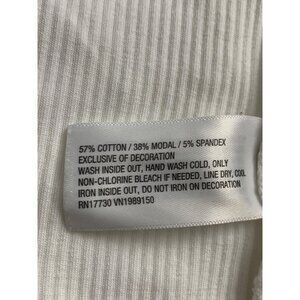 57% COTTON / 38% MODAL / 5% SPANDEX
EXCLUSIVE OF DECORATION
WASH INSIDE OUT, HAND WASH COLD, ONLY
NON-CHLORINE BLEACH IF NEEDED, LINE DRY, COOL
IRON INSIDE OUT, DO NOT IRON ON DECORATION
RN17730 VN1989150